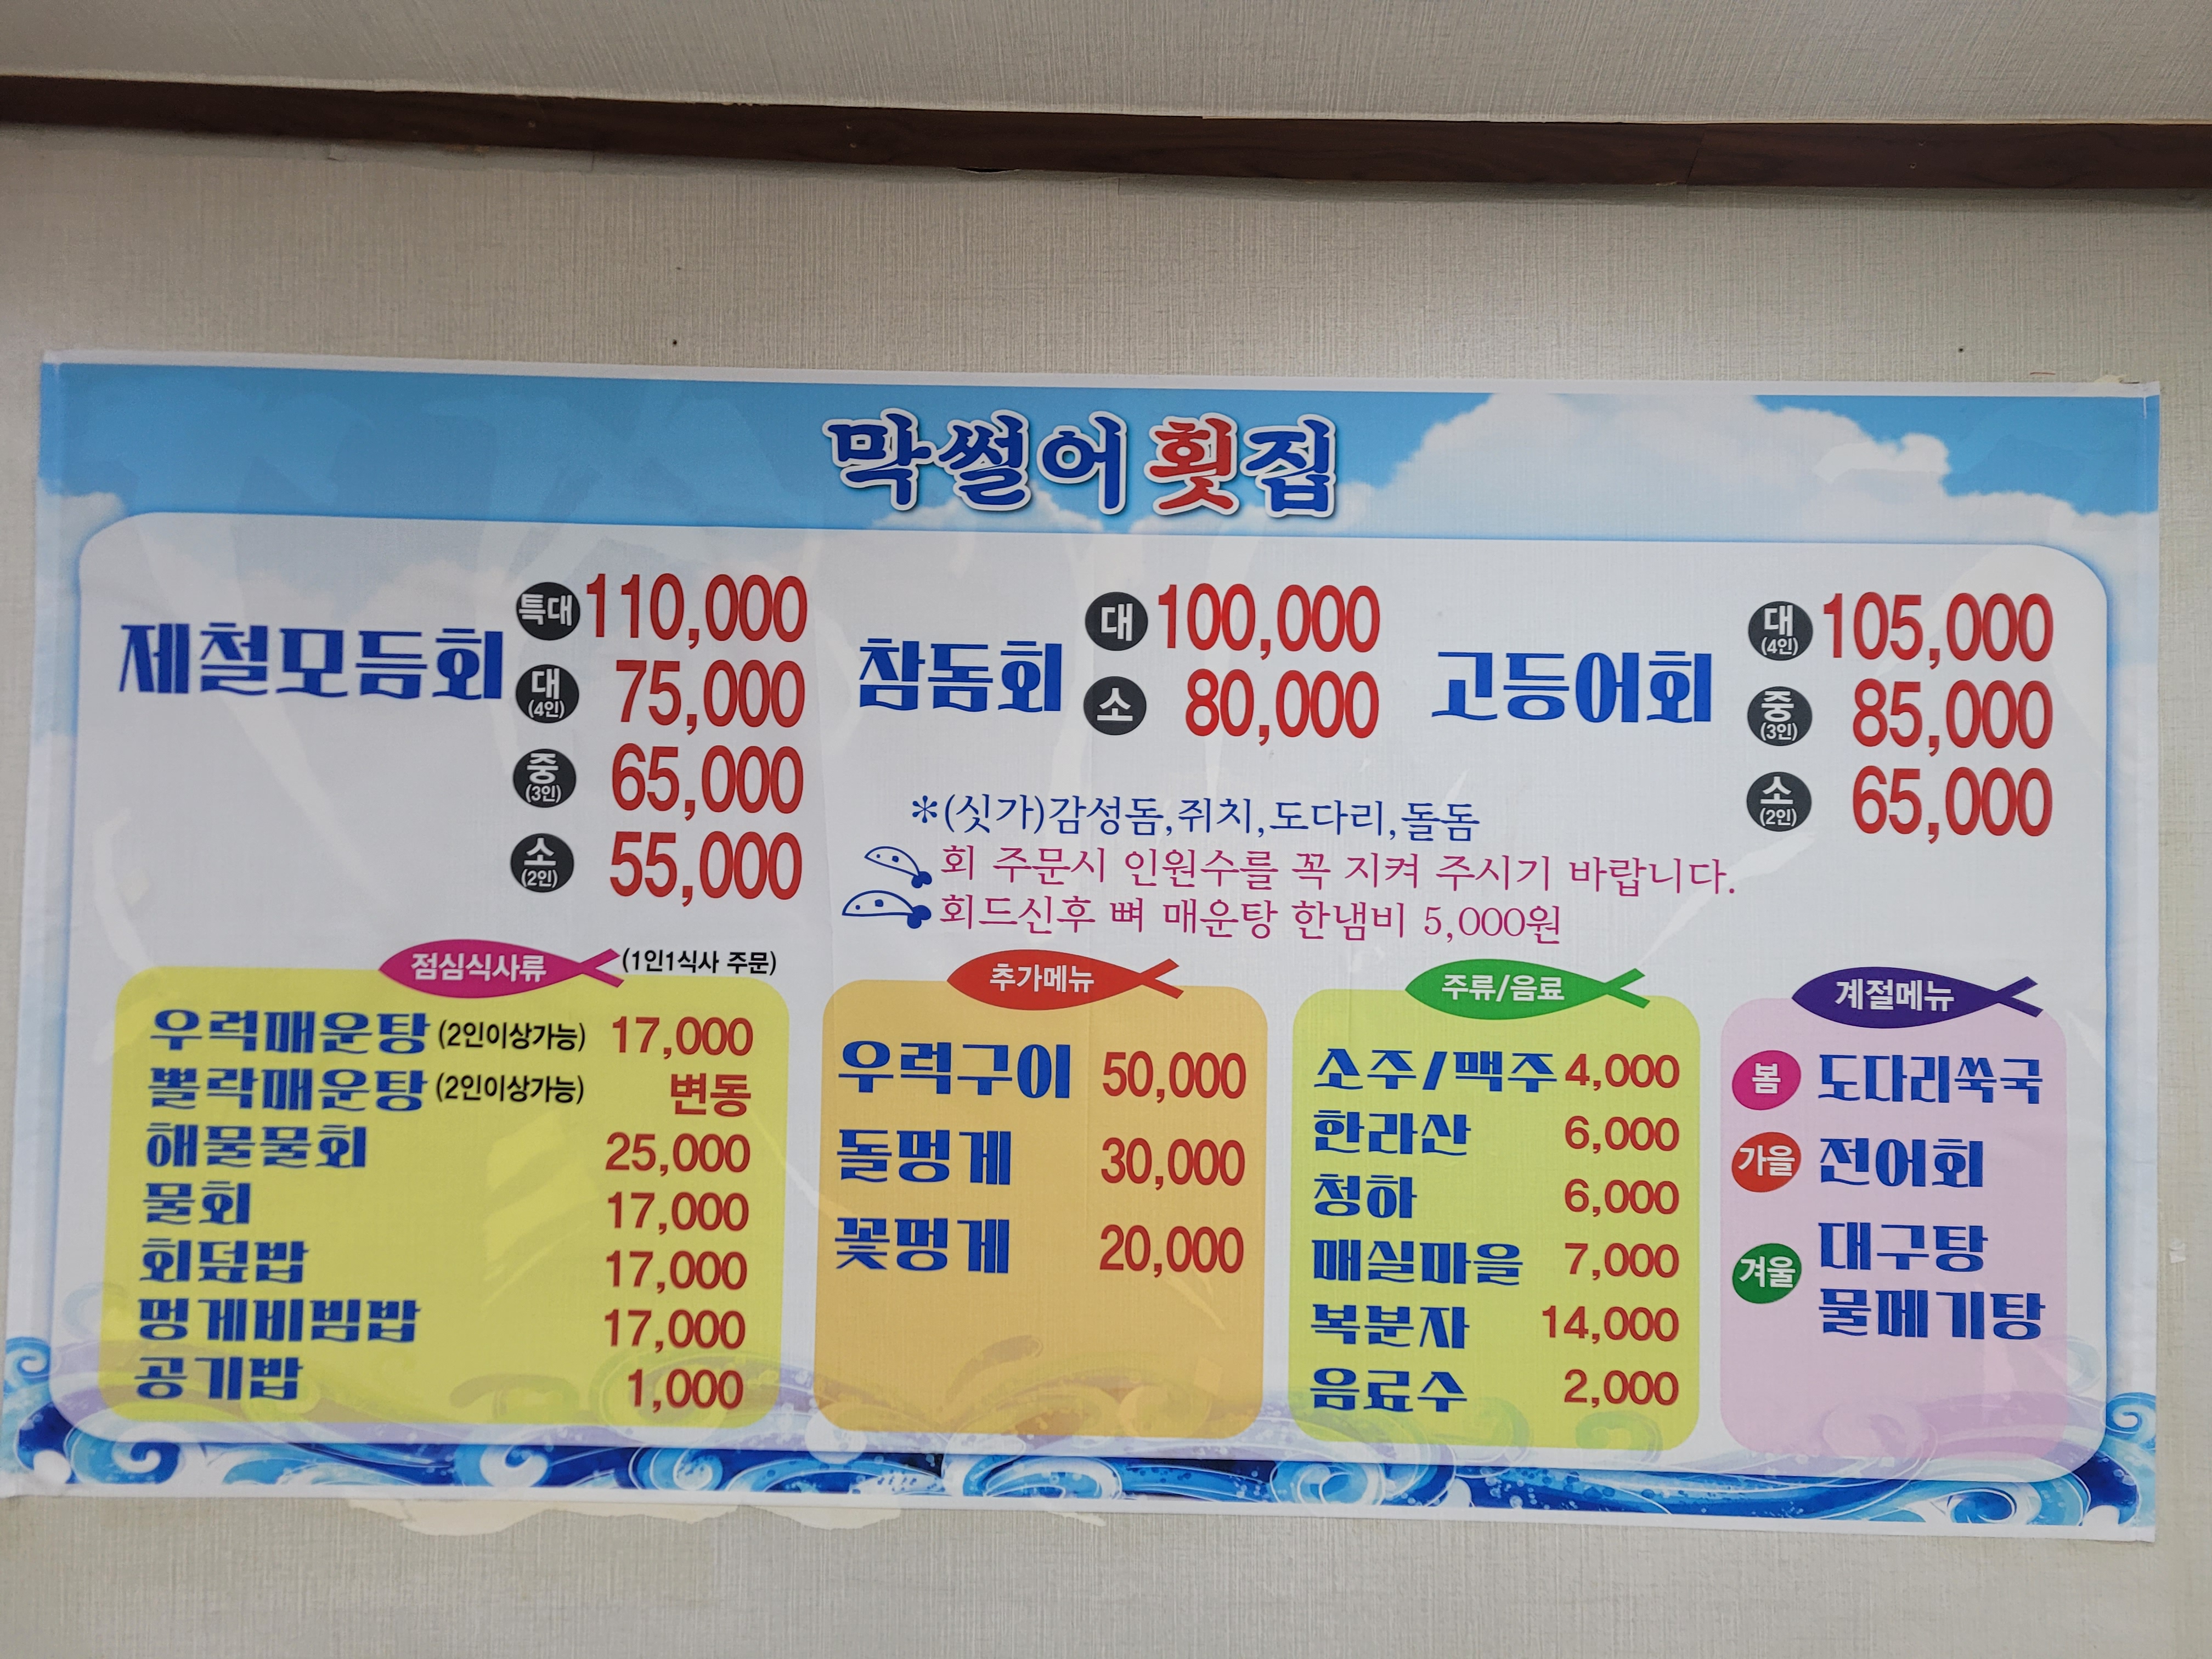 막썰어 횟집
제철모듬회
특대 110,000
대 (4인) 75,000
중 (3인) 65,000
소 (2인) 55,000
참돔회
대 100,000
소 80,000
고등어회
대 (4인) 105,000
중 (3인) 85,000
소 (2인) 65,000
*(싯가)감성돔,쥐치,도다리,돌돔
회 주문시 인원수를 꼭 지켜 주시기 바랍니다.
회드신후 뼈 매운탕 한냄비 5,000원
점심식사류 (1인1식사 주문)
우럭매운탕 (2인이상가능) 17,000
뽈락매운탕 (2인이상가능) 변동
해물물회 25,000
물회 17,000
회덮밥 17,000
멍게비빔밥 17,000
공기밥 1,000
추가메뉴
우럭구이 50,000
돌멍게 30,000
꽃멍게 20,000
주류/음료
소주/맥주 4,000
한라산 6,000
청하 6,000
매실마을 7,000
복분자 14,000
음료수 2,000
계절메뉴
봄 도다리쑥국
가을 전어회
겨울 대구탕
물메기탕